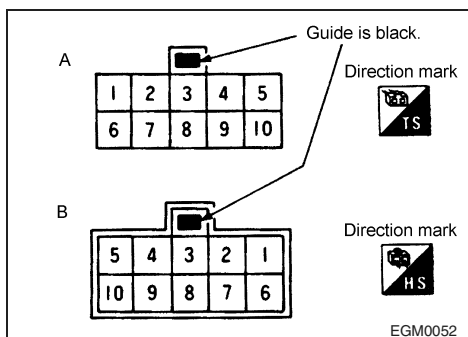 Guide is black.
A
Direction mark
1 2 3 4 5
6 7 8 9 10
TS
B
Direction mark
5 4 3 2 1
10 9 8 7 6
HS
EGM0052